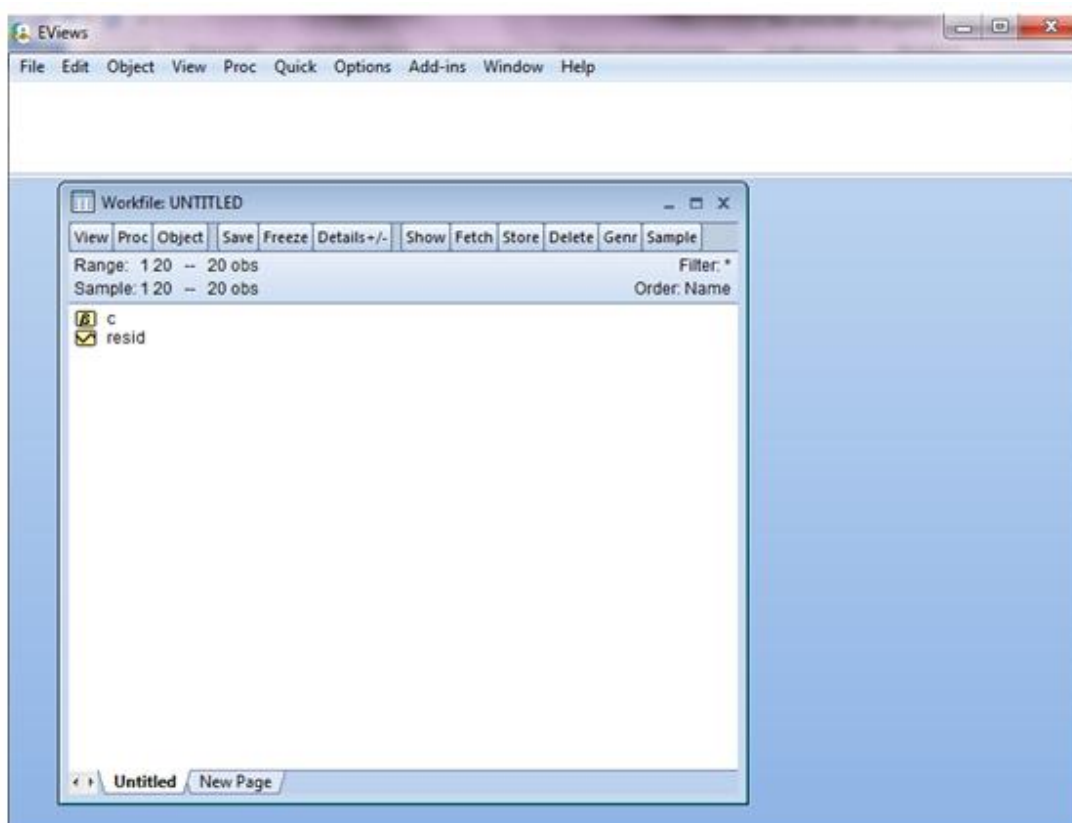 EViews
File Edit Object View Proc Quick Options Add-ins Window Help
Workfile: UNTITLED
View Proc Object Save Freeze Details+/- Show Fetch Store Delete Genr Sample
Range: 1 20 -- 20 obs Filter: *
Sample: 1 20 -- 20 obs Order: Name
β c
resid
Untitled New Page